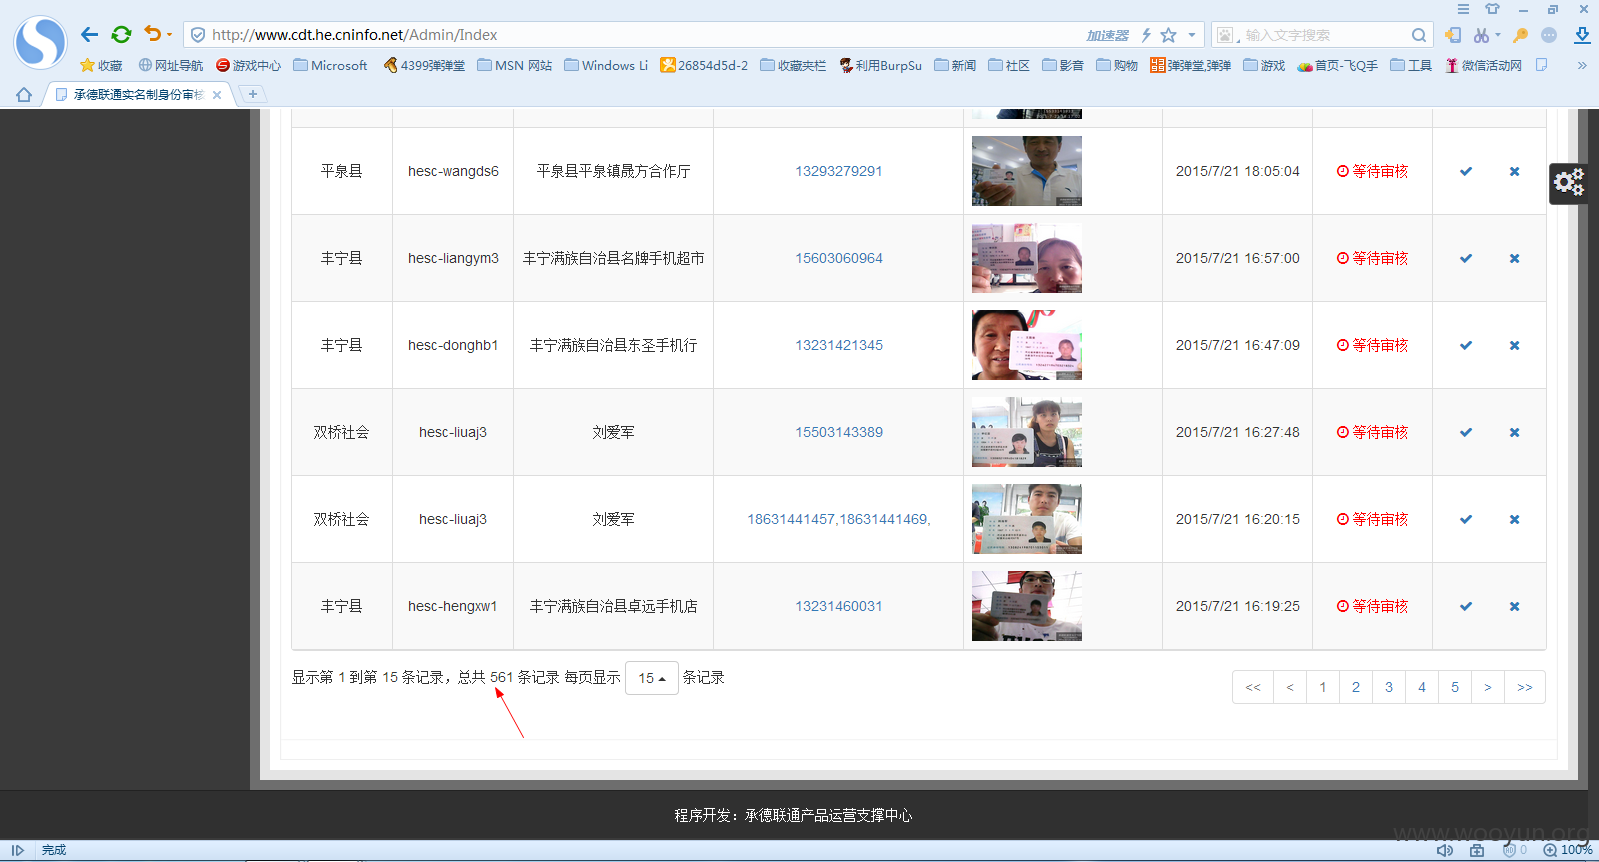 http://www.cdt.he.cninfo.net/Admin/Index
加速器
输入文字搜索
收藏 网址导航 游戏中心 Microsoft 4399弹弹堂 MSN 网站 Windows Li 26854d5d-2 收藏夹栏 利用BurpSu 新闻 社区 影音 购物 弹弹堂,弹弹 游戏 首页-飞Q手 工具 微信活动网 »
承德联通实名制身份审核
平泉县 hesc-wangds6 平泉县平泉镇晟方合作厅 13293279291 2015/7/21 18:05:04 等待审核
丰宁县 hesc-liangym3 丰宁满族自治县名牌手机超市 15603060964 2015/7/21 16:57:00 等待审核
丰宁县 hesc-donghb1 丰宁满族自治县东圣手机行 13231421345 2015/7/21 16:47:09 等待审核
双桥社会 hesc-liuaj3 刘爱军 15503143389 2015/7/21 16:27:48 等待审核
双桥社会 hesc-liuaj3 刘爱军 18631441457,18631441469, 2015/7/21 16:20:15 等待审核
丰宁县 hesc-hengxw1 丰宁满族自治县卓远手机店 13231460031 2015/7/21 16:19:25 等待审核
显示第 1 到第 15 条记录，总共 561 条记录 每页显示 15 条记录
<< < 1 2 3 4 5 > >>
程序开发：承德联通产品运营支撑中心
www.wooyun.org
完成
0
100%